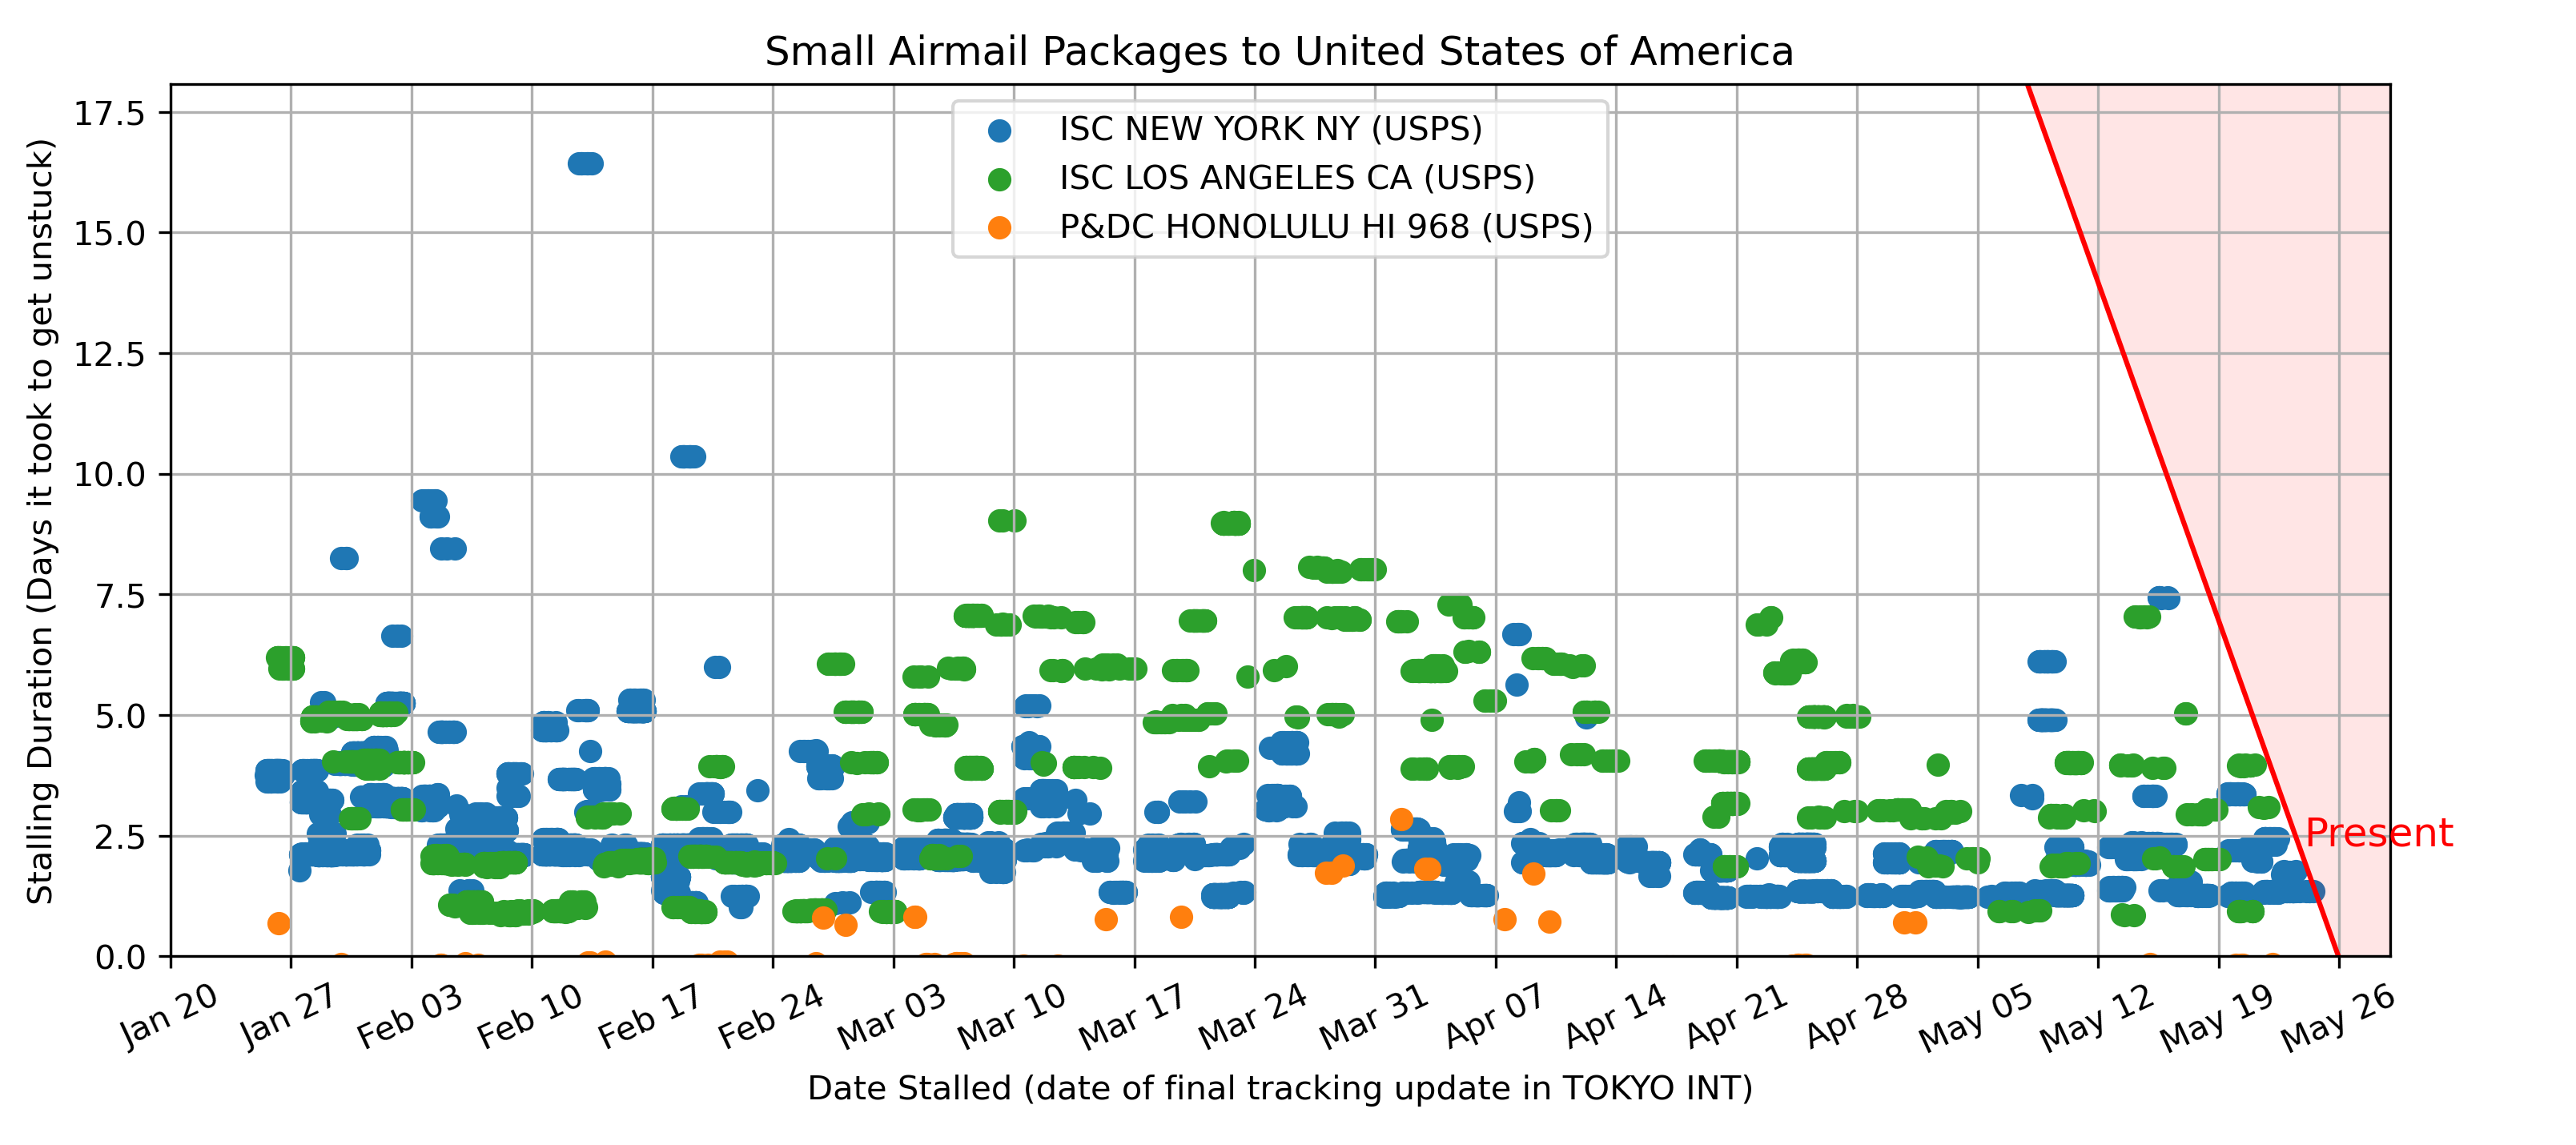 Small Airmail Packages to United States of America
Stalling Duration (Days it took to get unstuck)
17.5
15.0
12.5
10.0
7.5
5.0
2.5
0.0
ISC NEW YORK NY (USPS)
ISC LOS ANGELES CA (USPS)
P&DC HONOLULU HI 968 (USPS)
Present
Jan 20
Jan 27
Feb 03
Feb 10
Feb 17
Feb 24
Mar 03
Mar 10
Mar 17
Mar 24
Mar 31
Apr 07
Apr 14
Apr 21
Apr 28
May 05
May 12
May 19
May 26
Date Stalled (date of final tracking update in TOKYO INT)